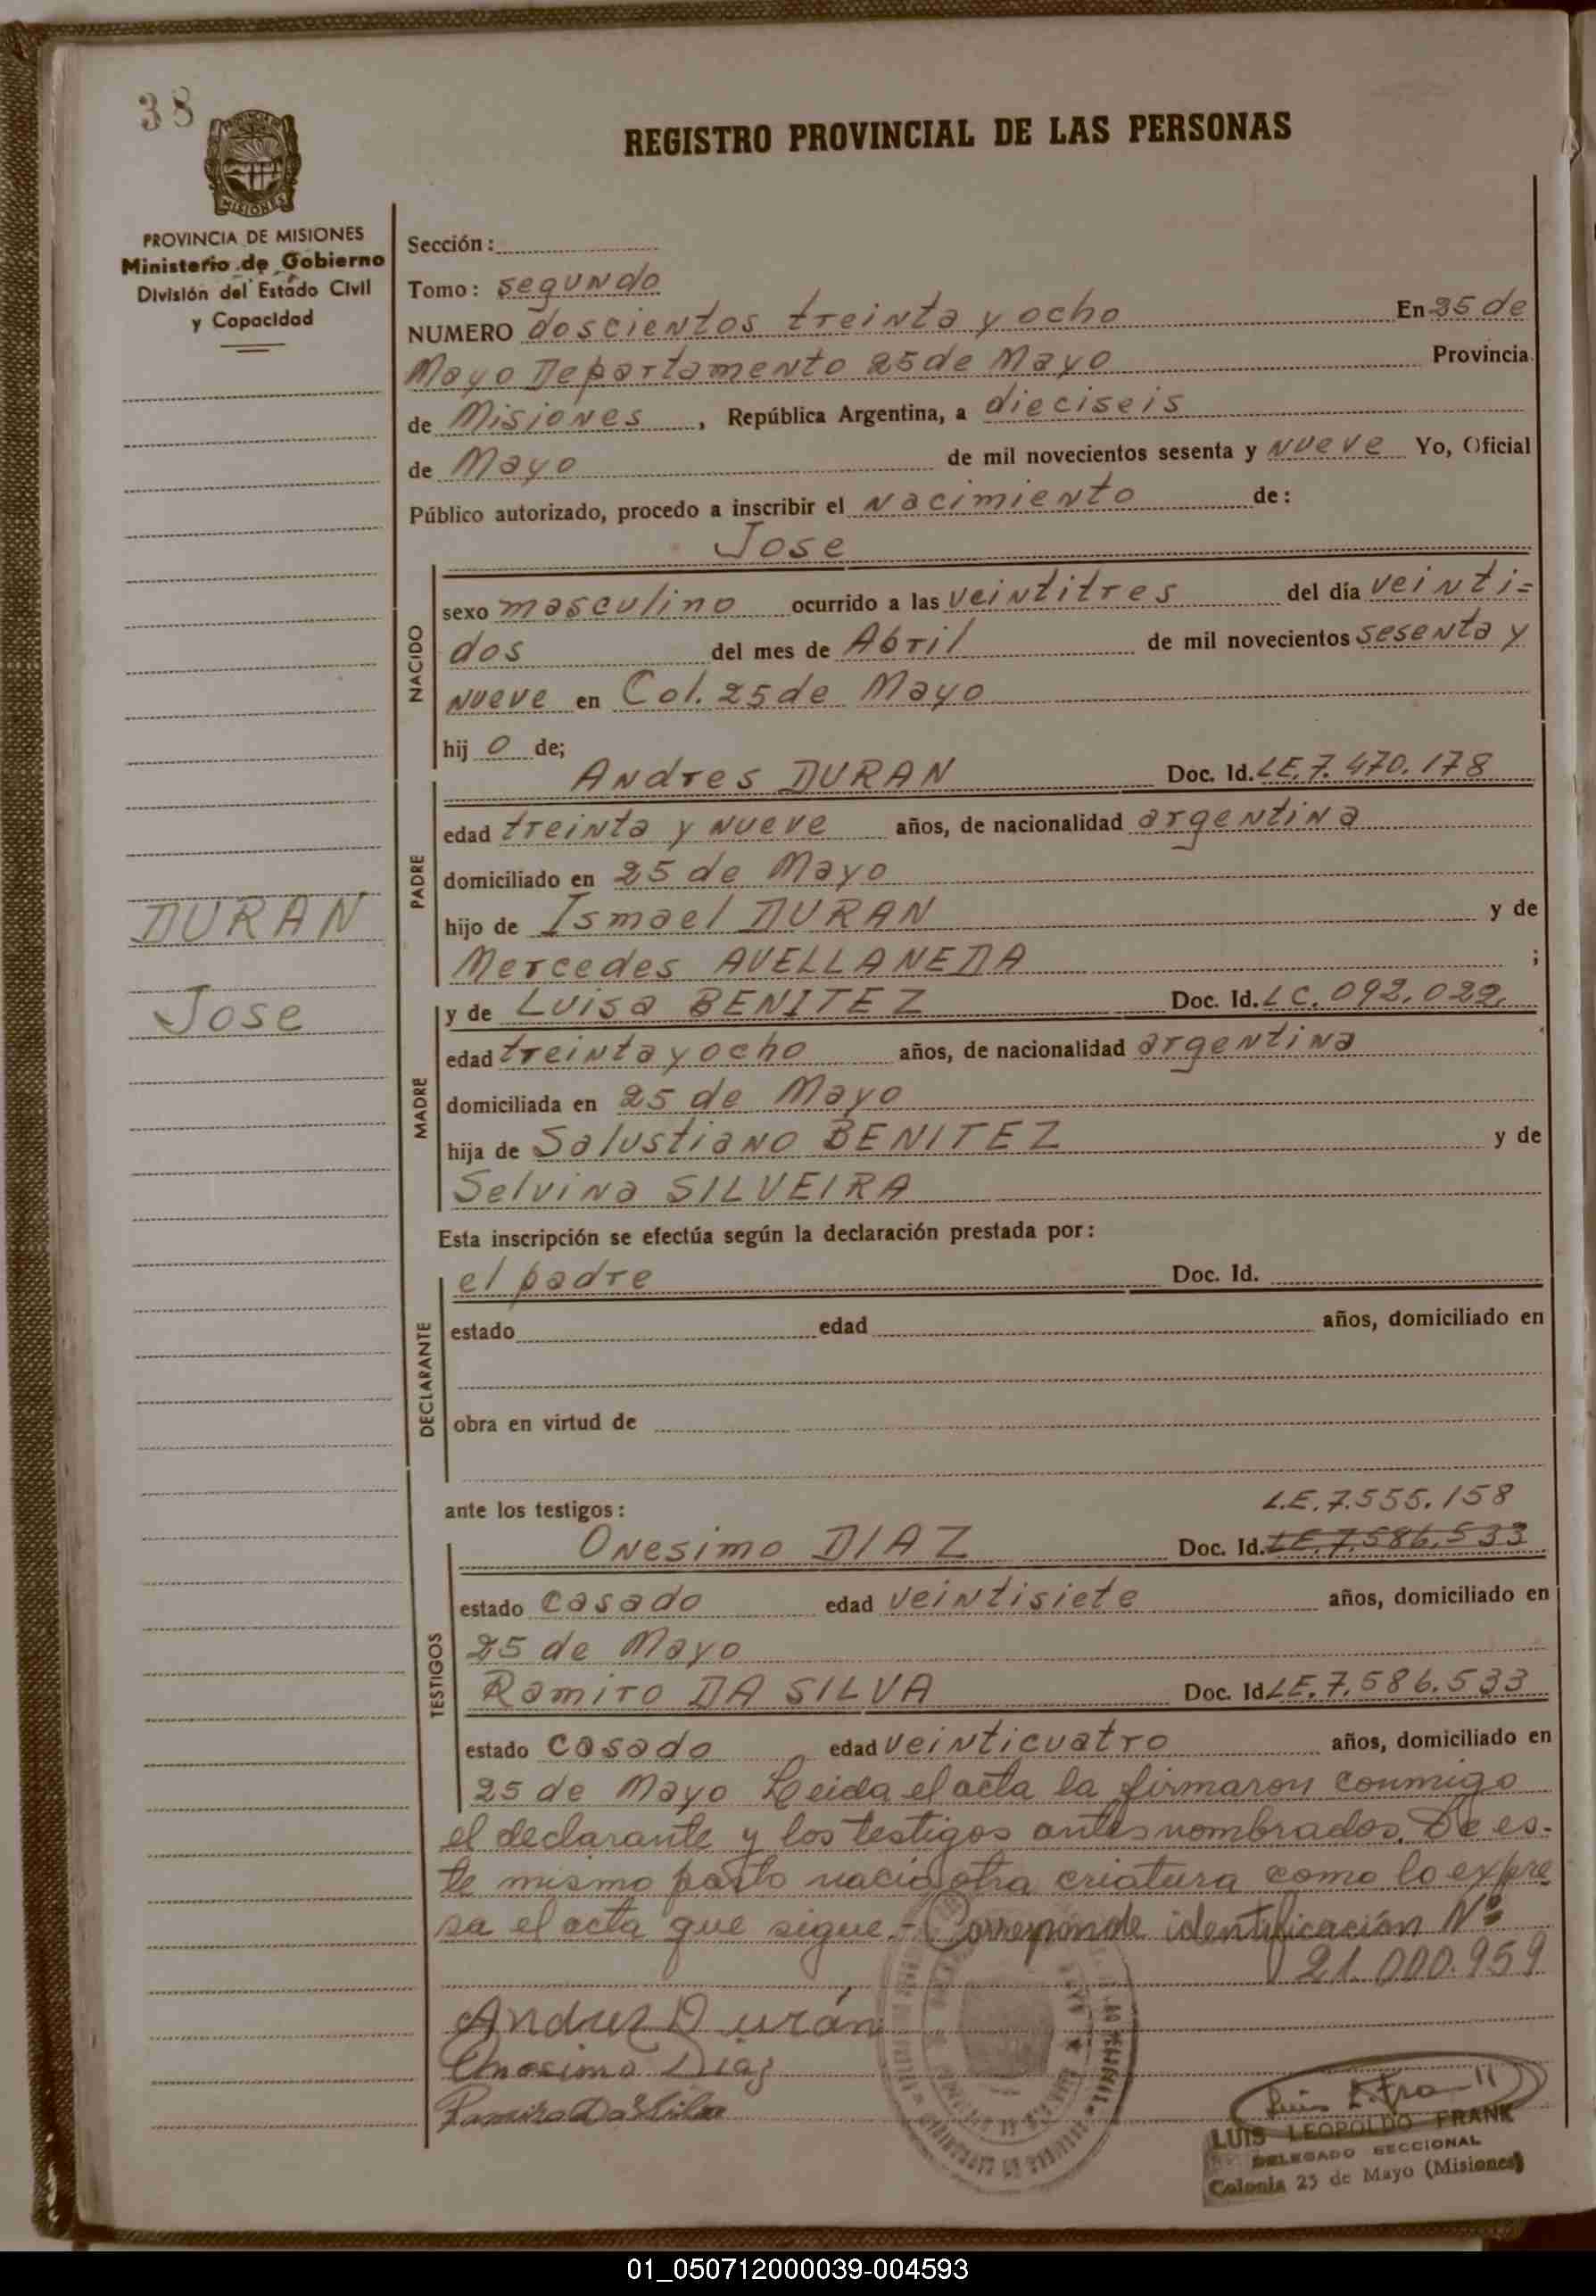 38
REGISTRO PROVINCIAL DE LAS PERSONAS
PROVINCIA DE MISIONES
Ministerio de Gobierno
División del Estado Civil
y Capacidad
Sección:
Tomo: segundo
NUMERO doscientos treinta y ocho En 25 de
Mayo Departamento 25 de Mayo Provincia
de Misiones, República Argentina, a dieciseis
de Mayo de mil novecientos sesenta y nueve Yo, Oficial
Público autorizado, procedo a inscribir el nacimiento de:
Jose
NACIDO
sexo masculino ocurrido a las veintitres del día veinti=
dos del mes de Abril de mil novecientos sesenta y
nueve en Col. 25 de Mayo
hij o de;
Andres DURAN Doc. Id. LE. 7.470.178
PADRE
edad treinta y nueve años, de nacionalidad argentina
domiciliado en 25 de Mayo
hijo de Ismael DURAN y de
Mercedes AVELLANEDA ;
DURAN
Jose
y de Luisa BENITEZ Doc. Id. LC. 092.022.
MADRE
edad treinta y ocho años, de nacionalidad argentina
domiciliada en 25 de Mayo
hija de Salustiano BENITEZ y de
Selvina SILVEIRA
Esta inscripción se efectúa según la declaración prestada por:
el padre Doc. Id.
DECLARANTE
estado edad años, domiciliado en
obra en virtud de
ante los testigos: L.E. 7.555.158
Onesimo DIAZ Doc. Id. LE. 7.586.533
TESTIGOS
estado casado edad veintisiete años, domiciliado en
25 de Mayo
Ramiro DA SILVA Doc. Id LE. 7.586.533
estado casado edad veinticuatro años, domiciliado en
25 de Mayo Leida el acta la firmaron conmigo
el declarante y los testigos antes nombrados. De es-
te mismo parto nació otra criatura como lo expre
sa el acta que sigue.- Corresponde identificación Nº
21.000.959
Andres Durán
Onosimo Diaz
Ramiro Da Silva
LUIS LEOPOLDO FRANK
DELEGADO SECCIONAL
Colonia 25 de Mayo (Misiones)
01_050712000039-004593